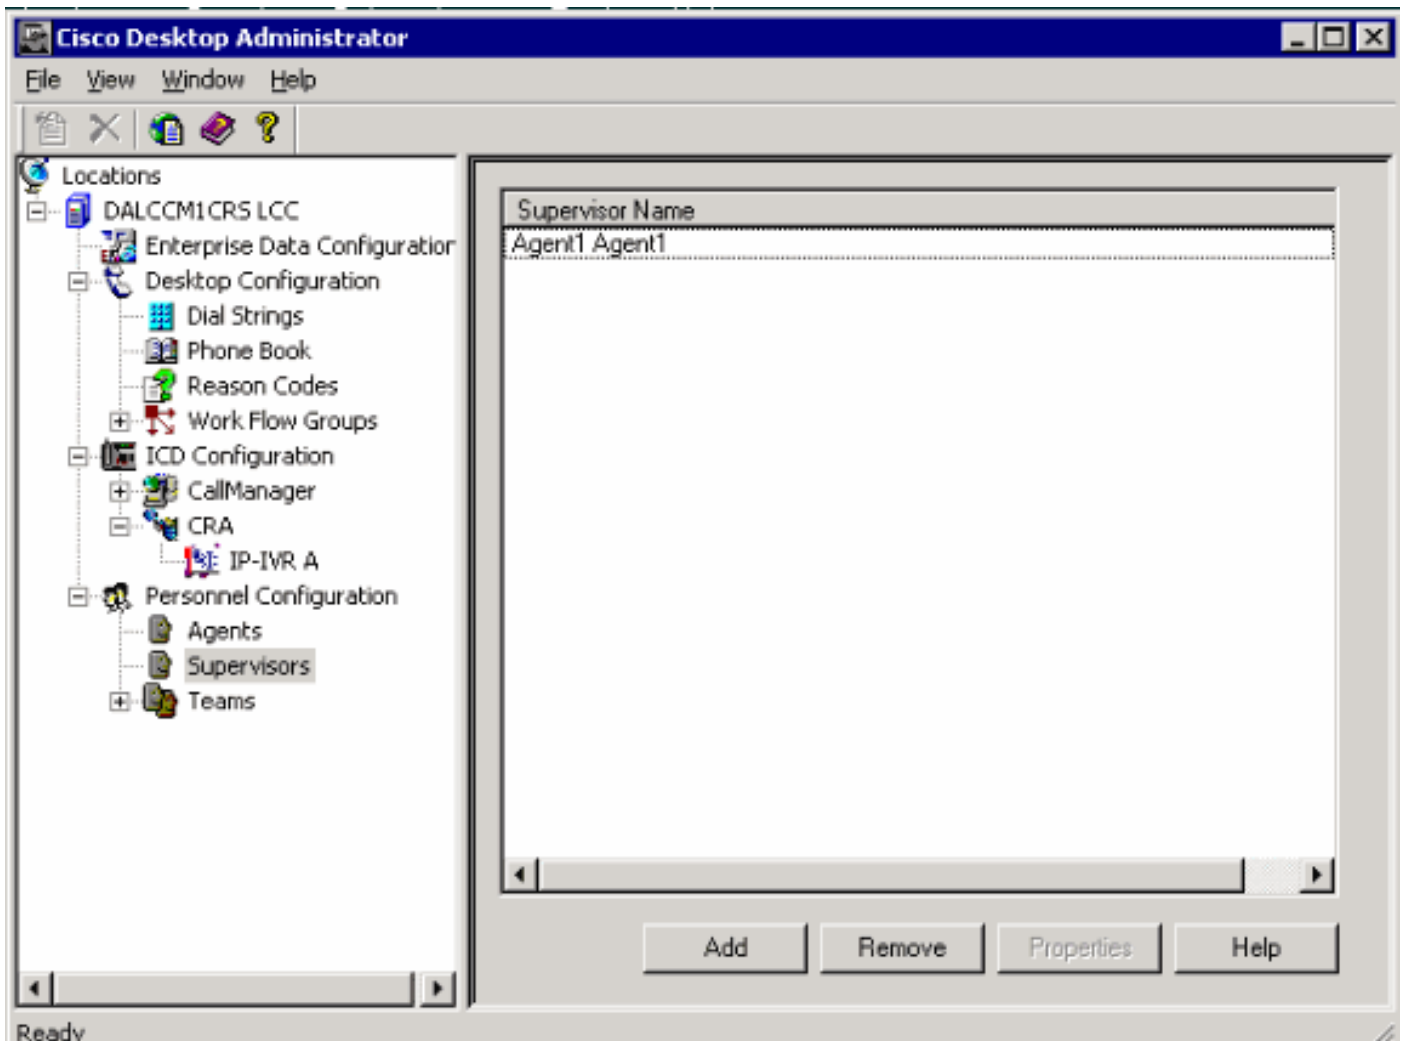 Cisco Desktop Administrator
File View Window Help
Locations
DALCCM1CRS LCC
Enterprise Data Configuration
Desktop Configuration
Dial Strings
Phone Book
Reason Codes
Work Flow Groups
ICD Configuration
CallManager
CRA
IP-IVR A
Personnel Configuration
Agents
Supervisors
Teams
Supervisor Name
Agent1 Agent1
Add Remove Properties Help
Ready